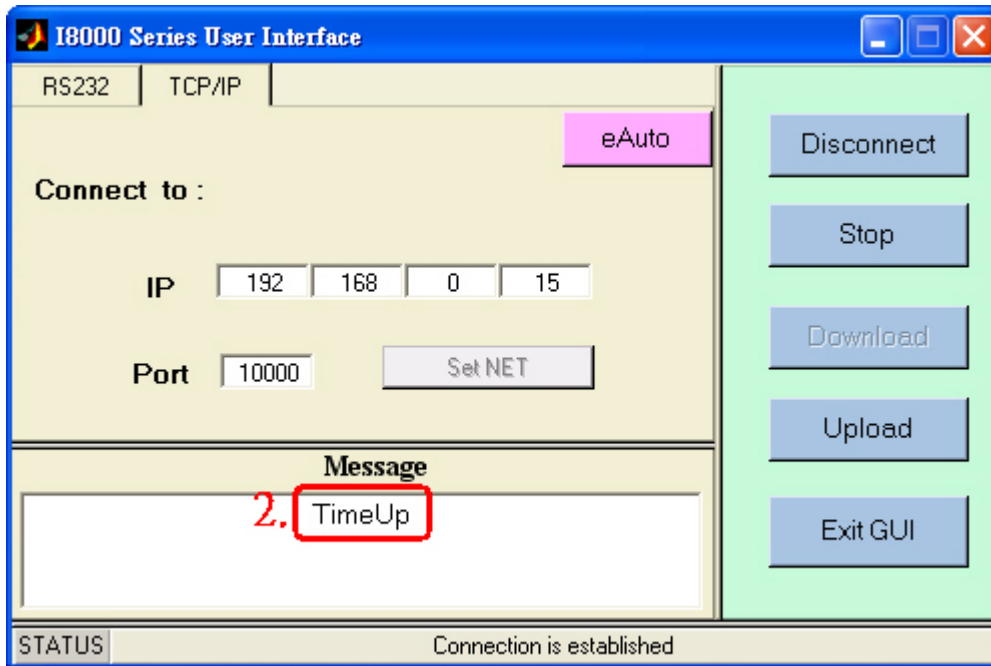 I8000 Series User Interface
RS232 TCP/IP
eAuto
Connect to :
IP 192 168 0 15
Port 10000 Set NET
Message
2. TimeUp
Disconnect
Stop
Download
Upload
Exit GUI
STATUS Connection is established